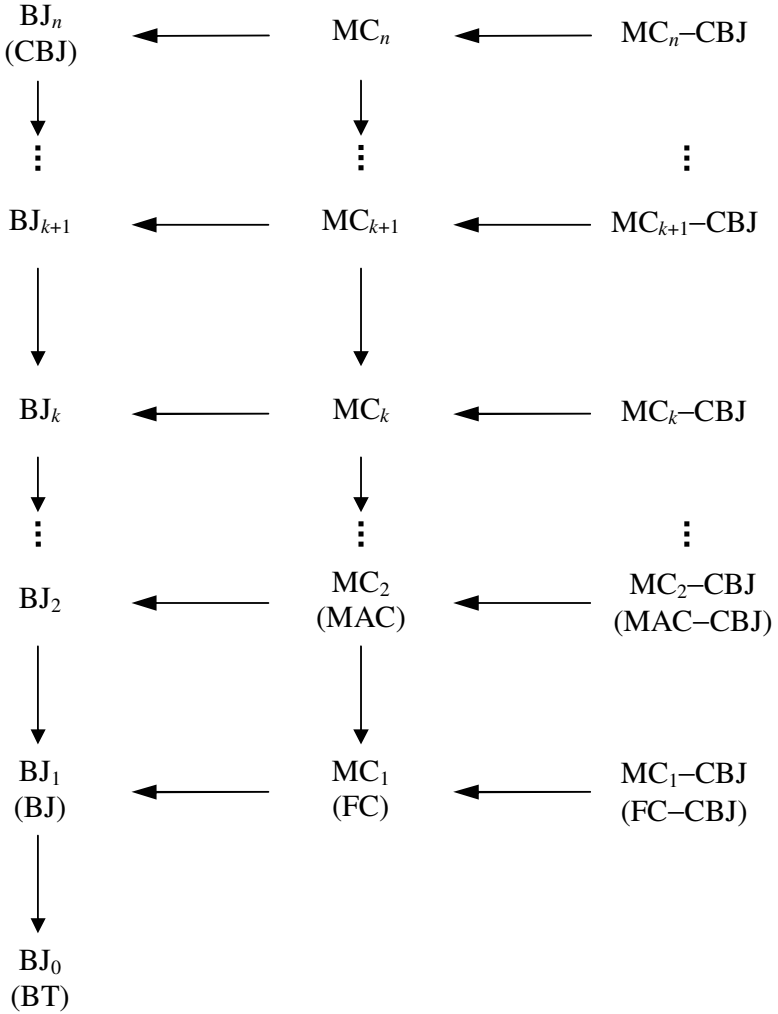 BJₙ MCₙ MCₙ–CBJ
(CBJ)
⋮ ⋮ ⋮
BJₖ₊₁ MCₖ₊₁ MCₖ₊₁–CBJ
BJₖ MCₖ MCₖ–CBJ
⋮ ⋮ ⋮
BJ₂ MC₂ MC₂–CBJ
(MAC) (MAC–CBJ)
BJ₁ MC₁ MC₁–CBJ
(BJ) (FC) (FC–CBJ)
BJ₀
(BT)